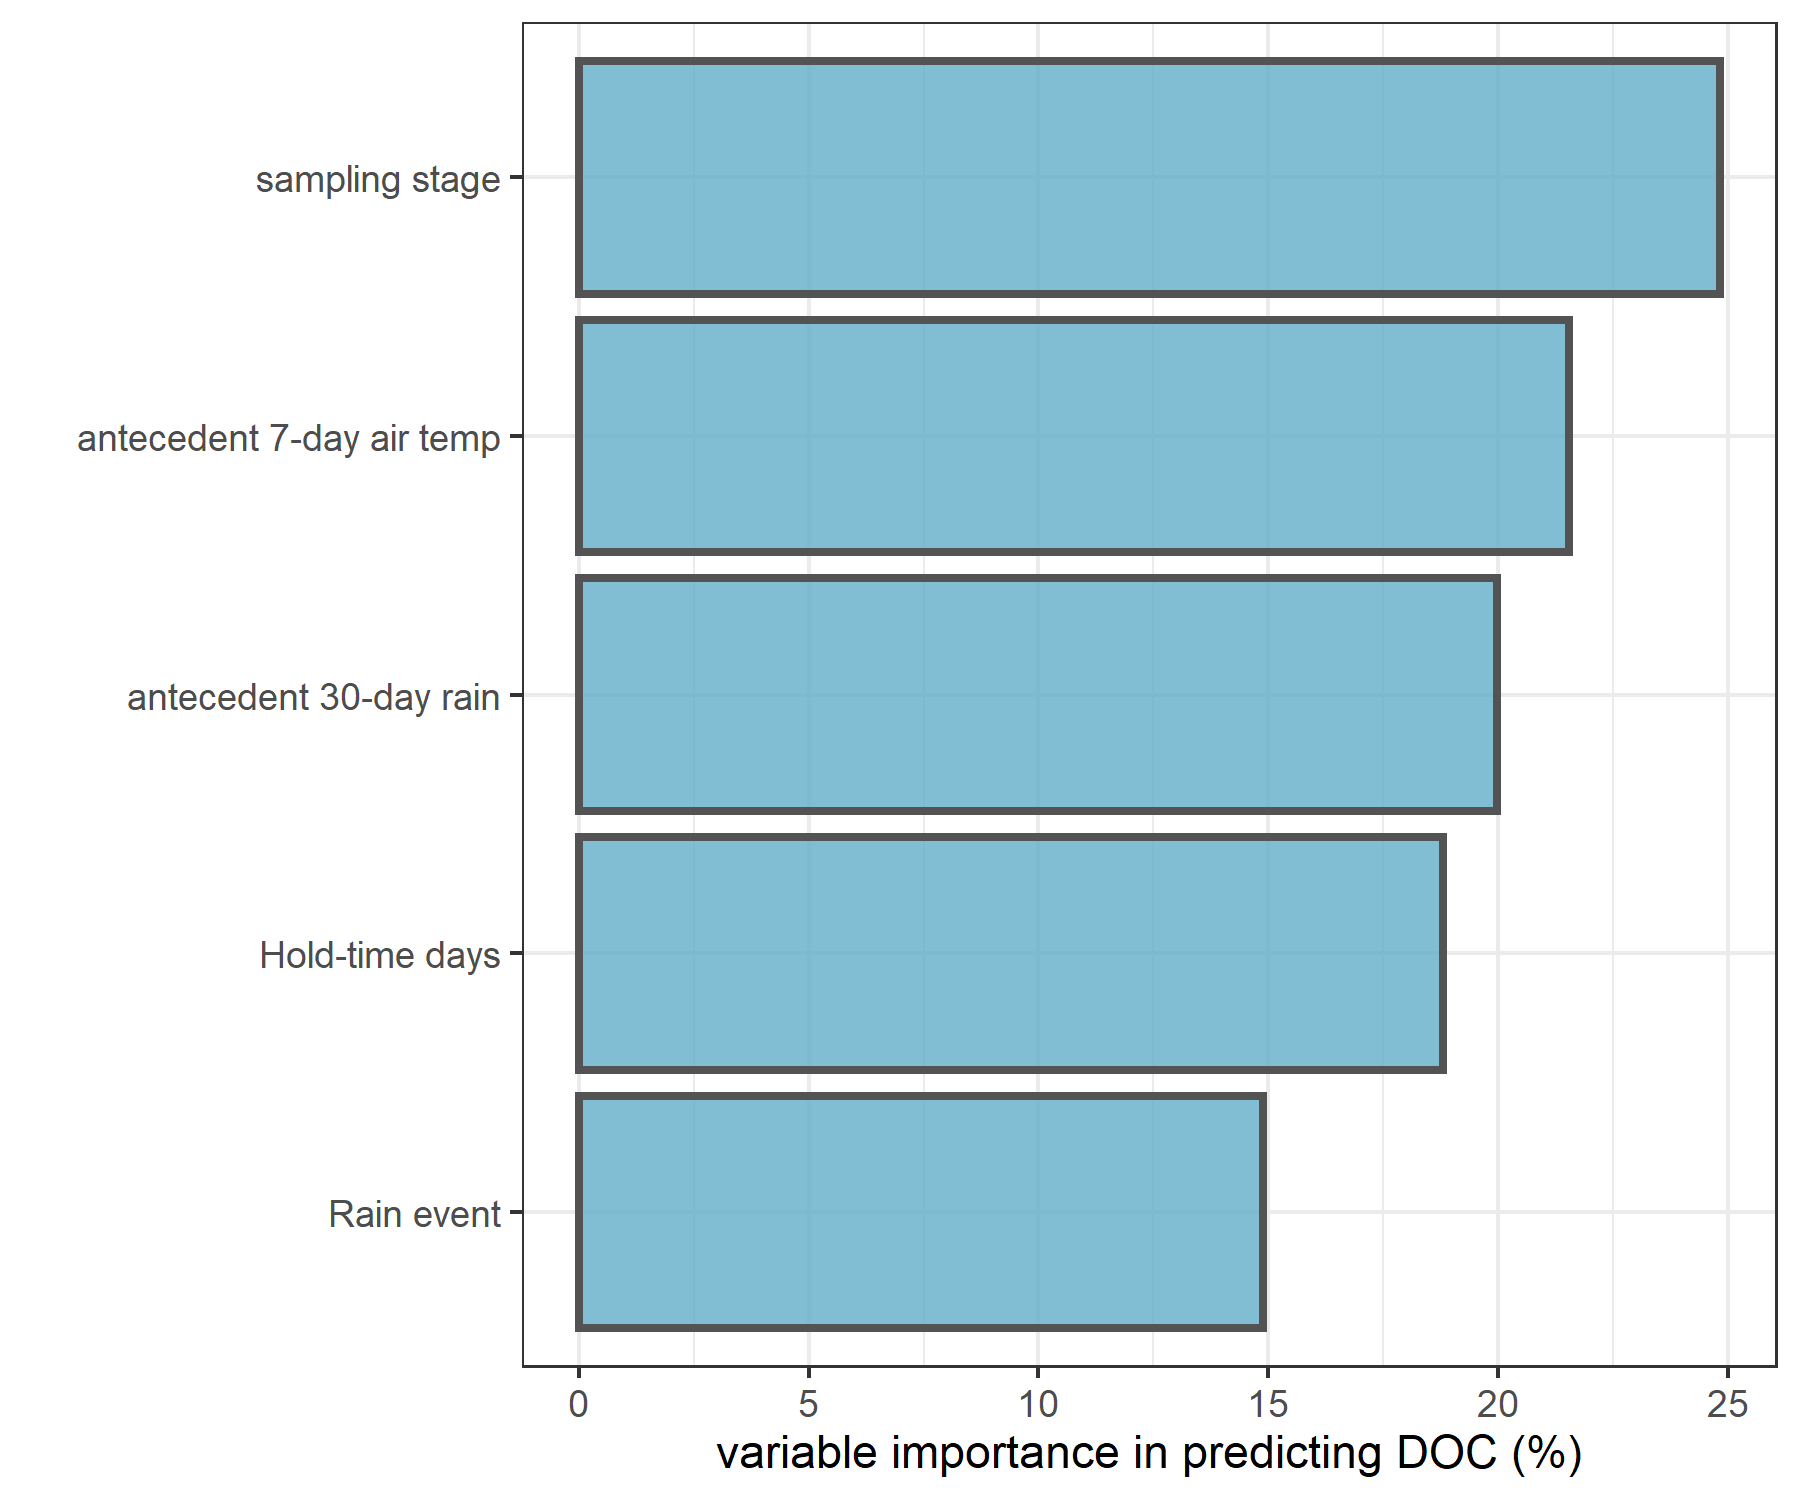 sampling stage
antecedent 7-day air temp
antecedent 30-day rain
Hold-time days
Rain event
0 5 10 15 20 25
variable importance in predicting DOC (%)